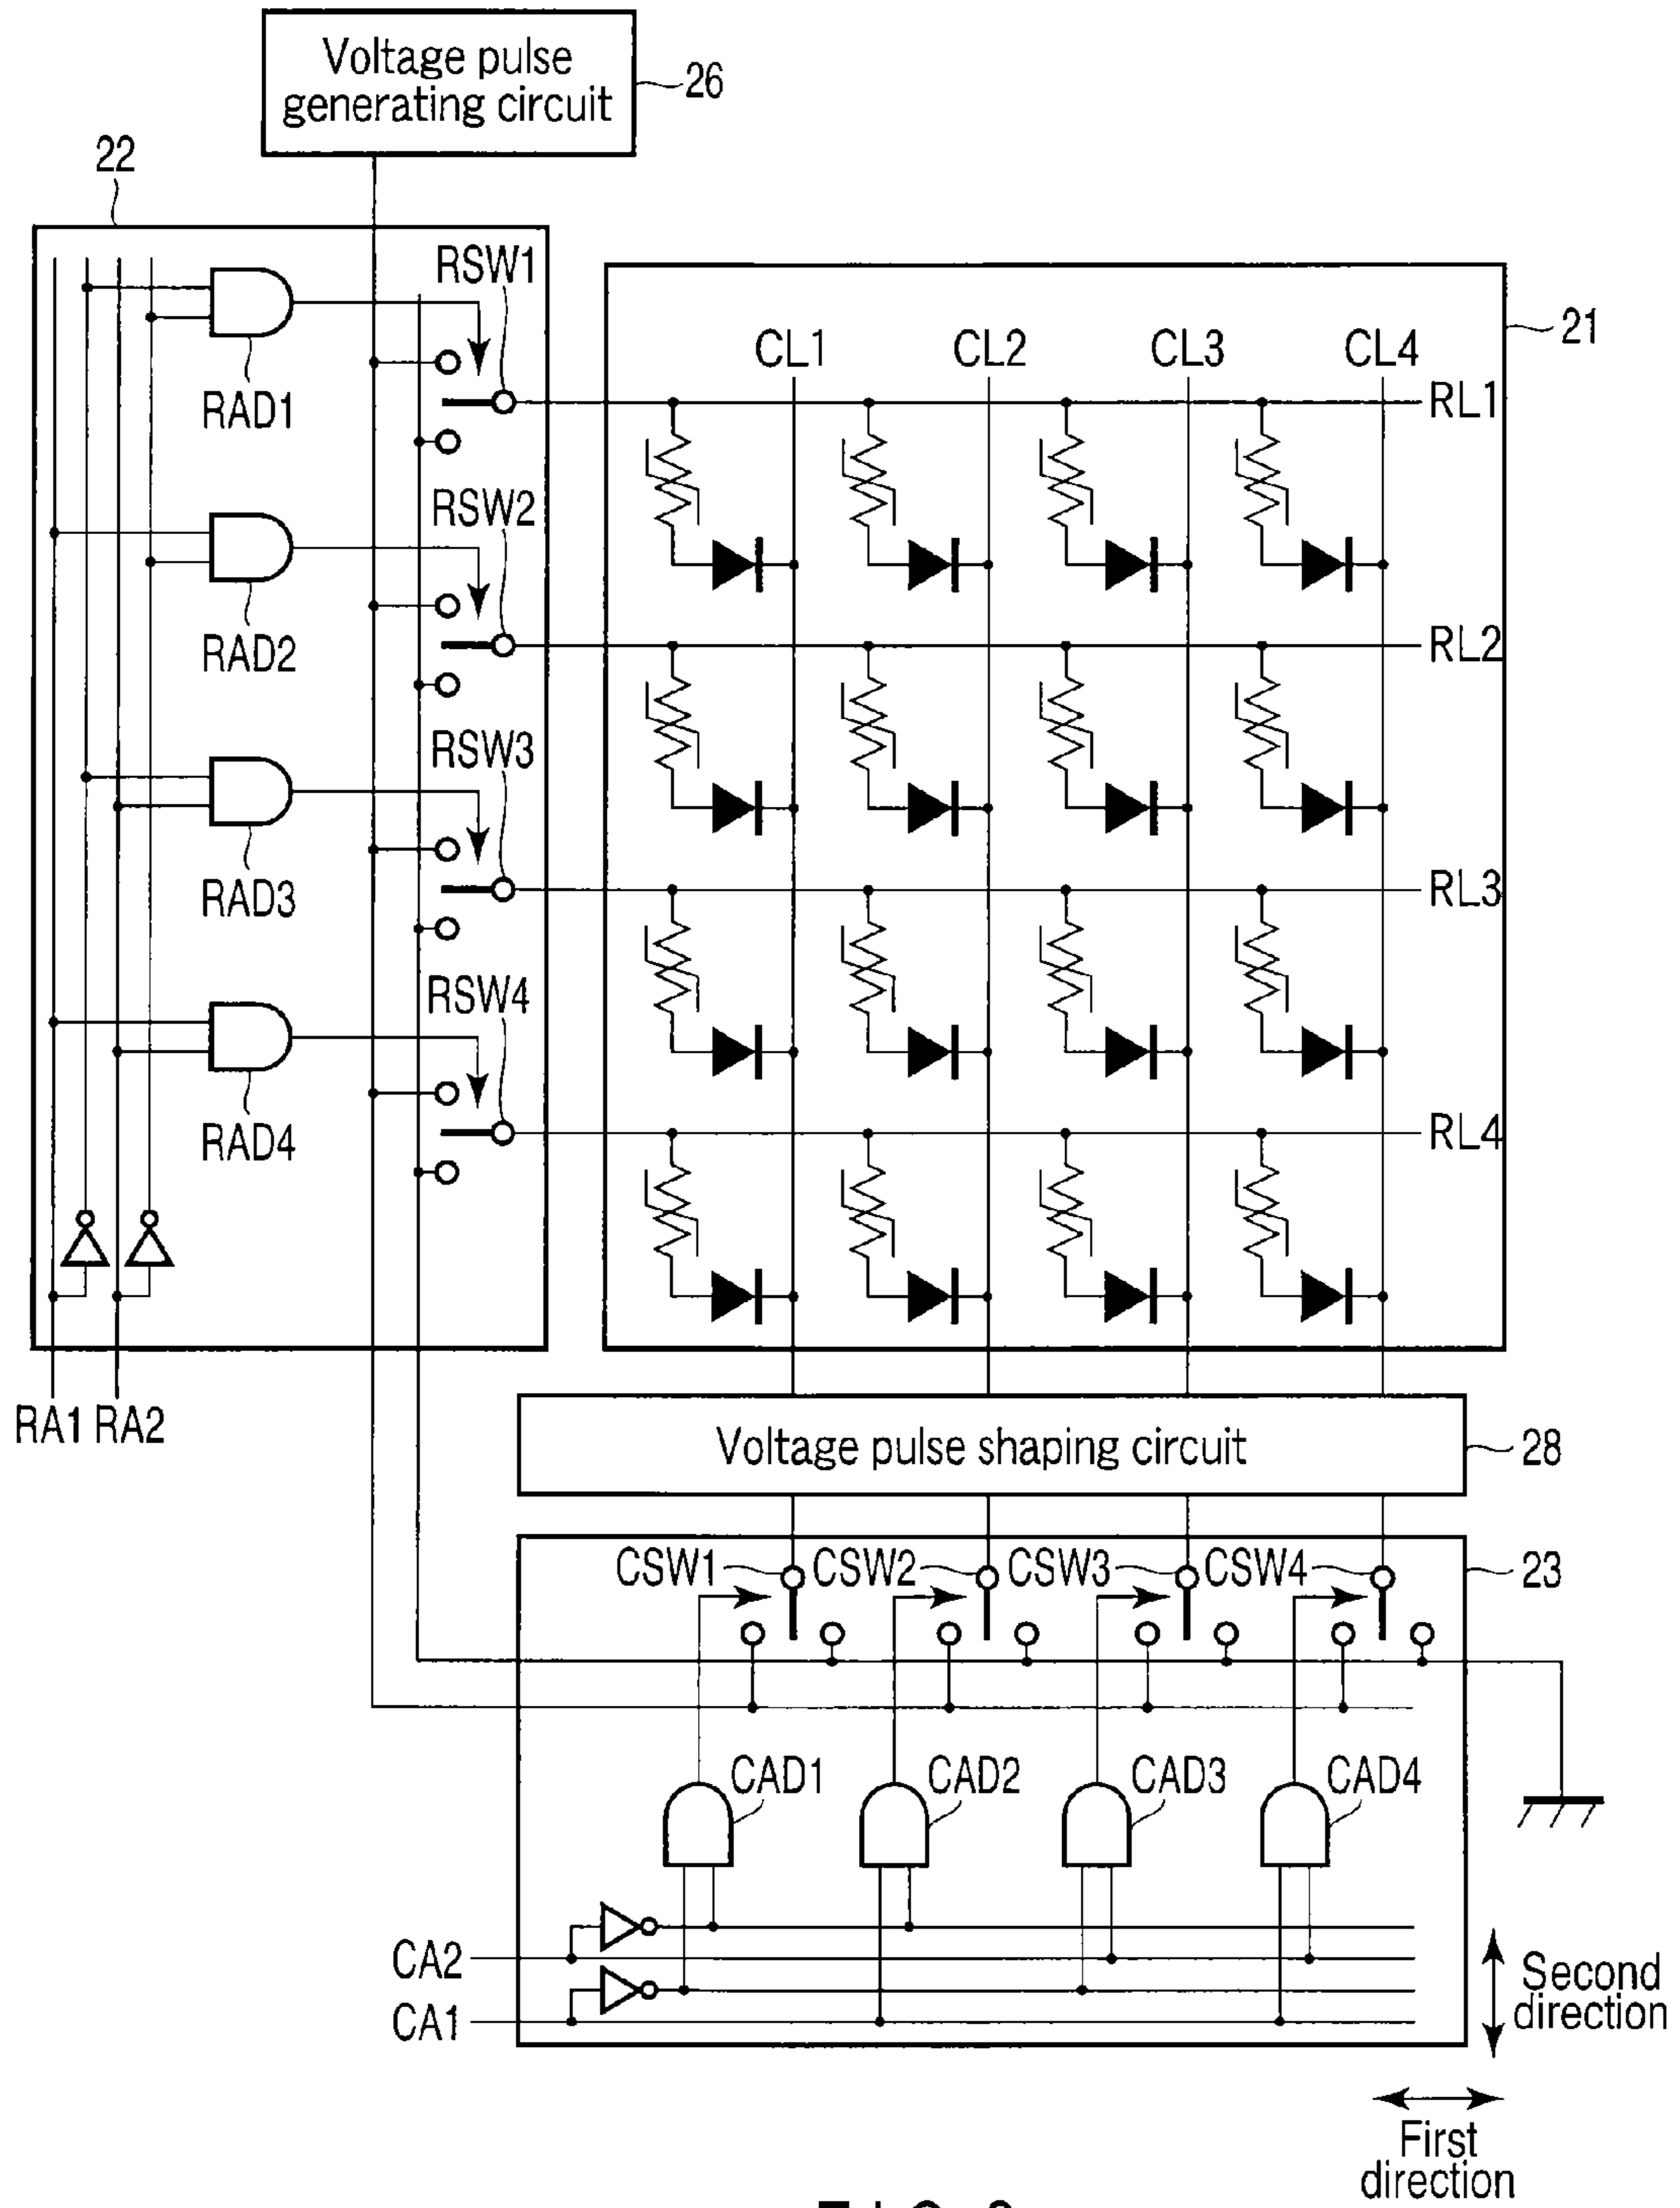 Voltage pulse
generating circuit
26
22
RSW1
21
CL1 CL2 CL3 CL4
RL1
RAD1
RSW2
RL2
RAD2
RSW3
RL3
RAD3
RSW4
RL4
RAD4
RA1 RA2
Voltage pulse shaping circuit
28
CSW1 CSW2 CSW3 CSW4
23
CAD1 CAD2 CAD3 CAD4
CA2
CA1
Second
direction
First
direction